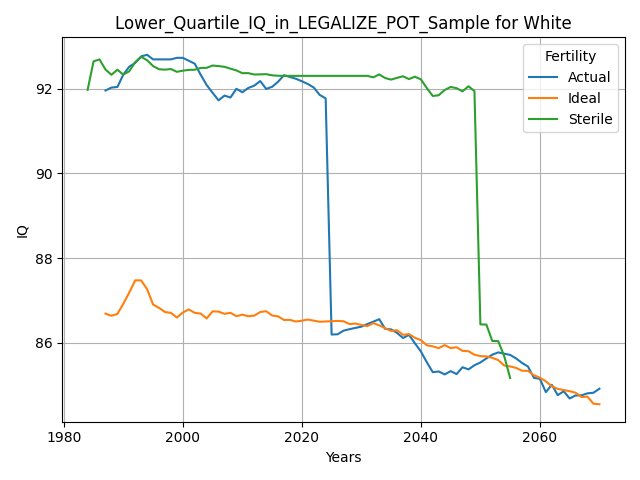 Lower_Quartile_IQ_in_LEGALIZE_POT_Sample for White
Fertility
Actual
Ideal
Sterile
IQ
92
90
88
86
1980
2000
2020
2040
2060
Years